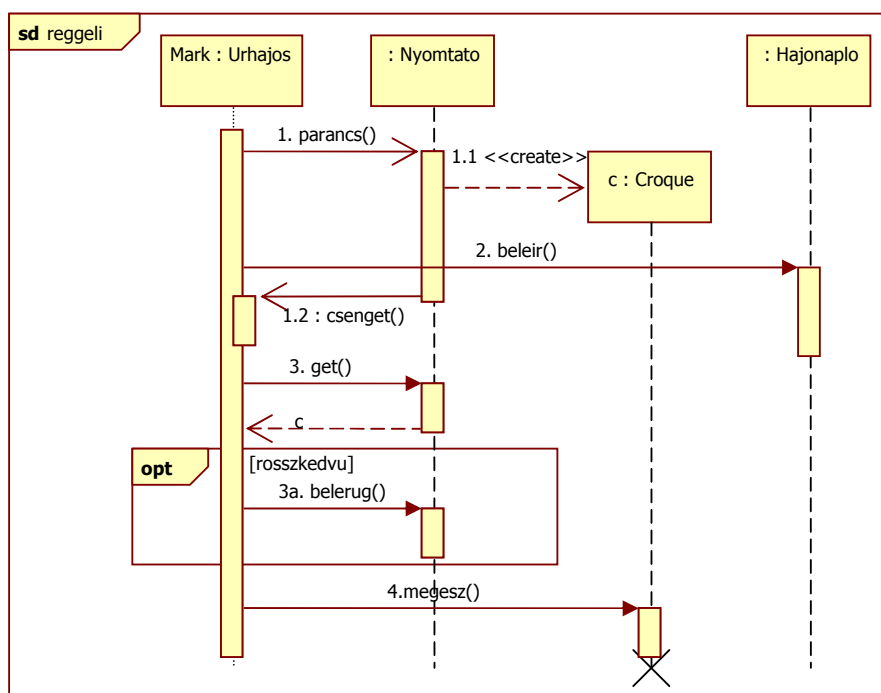 sd reggeli
Mark : Urhajos
: Nyomtato
: Hajonaplo
1. parancs()
1.1 <<create>>
c : Croque
2. beleir()
1.2 : csenget()
3. get()
c
opt
[rosszkedvu]
3a. belerug()
4.megesz()